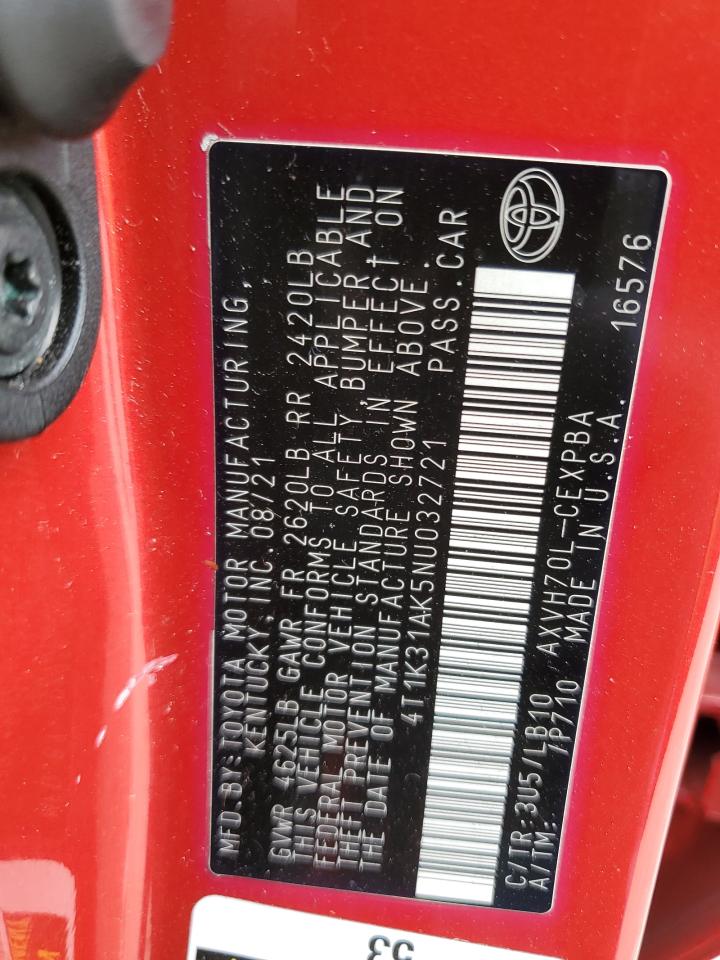 MFD.BY:TOYOTA MOTOR MANUFACTURING,
KENTUCKY,INC.08/21
GVWR 4625LB GAWR FR 2620LB RR 2420LB
THIS VEHICLE CONFORMS TO ALL APPLICABLE
FEDERAL MOTOR VEHICLE SAFETY, BUMPER AND
THEFT PREVENTION STANDARDS IN EFFECT ON
THE DATE OF MANUFACTURE SHOWN ABOVE.
4T1K31AK5NU032721 PASS.CAR
C/TR:3U5/LB10 AXVH70L-CEXPBA
A/TM: /P710 MADE IN U.S.A. 16576
53